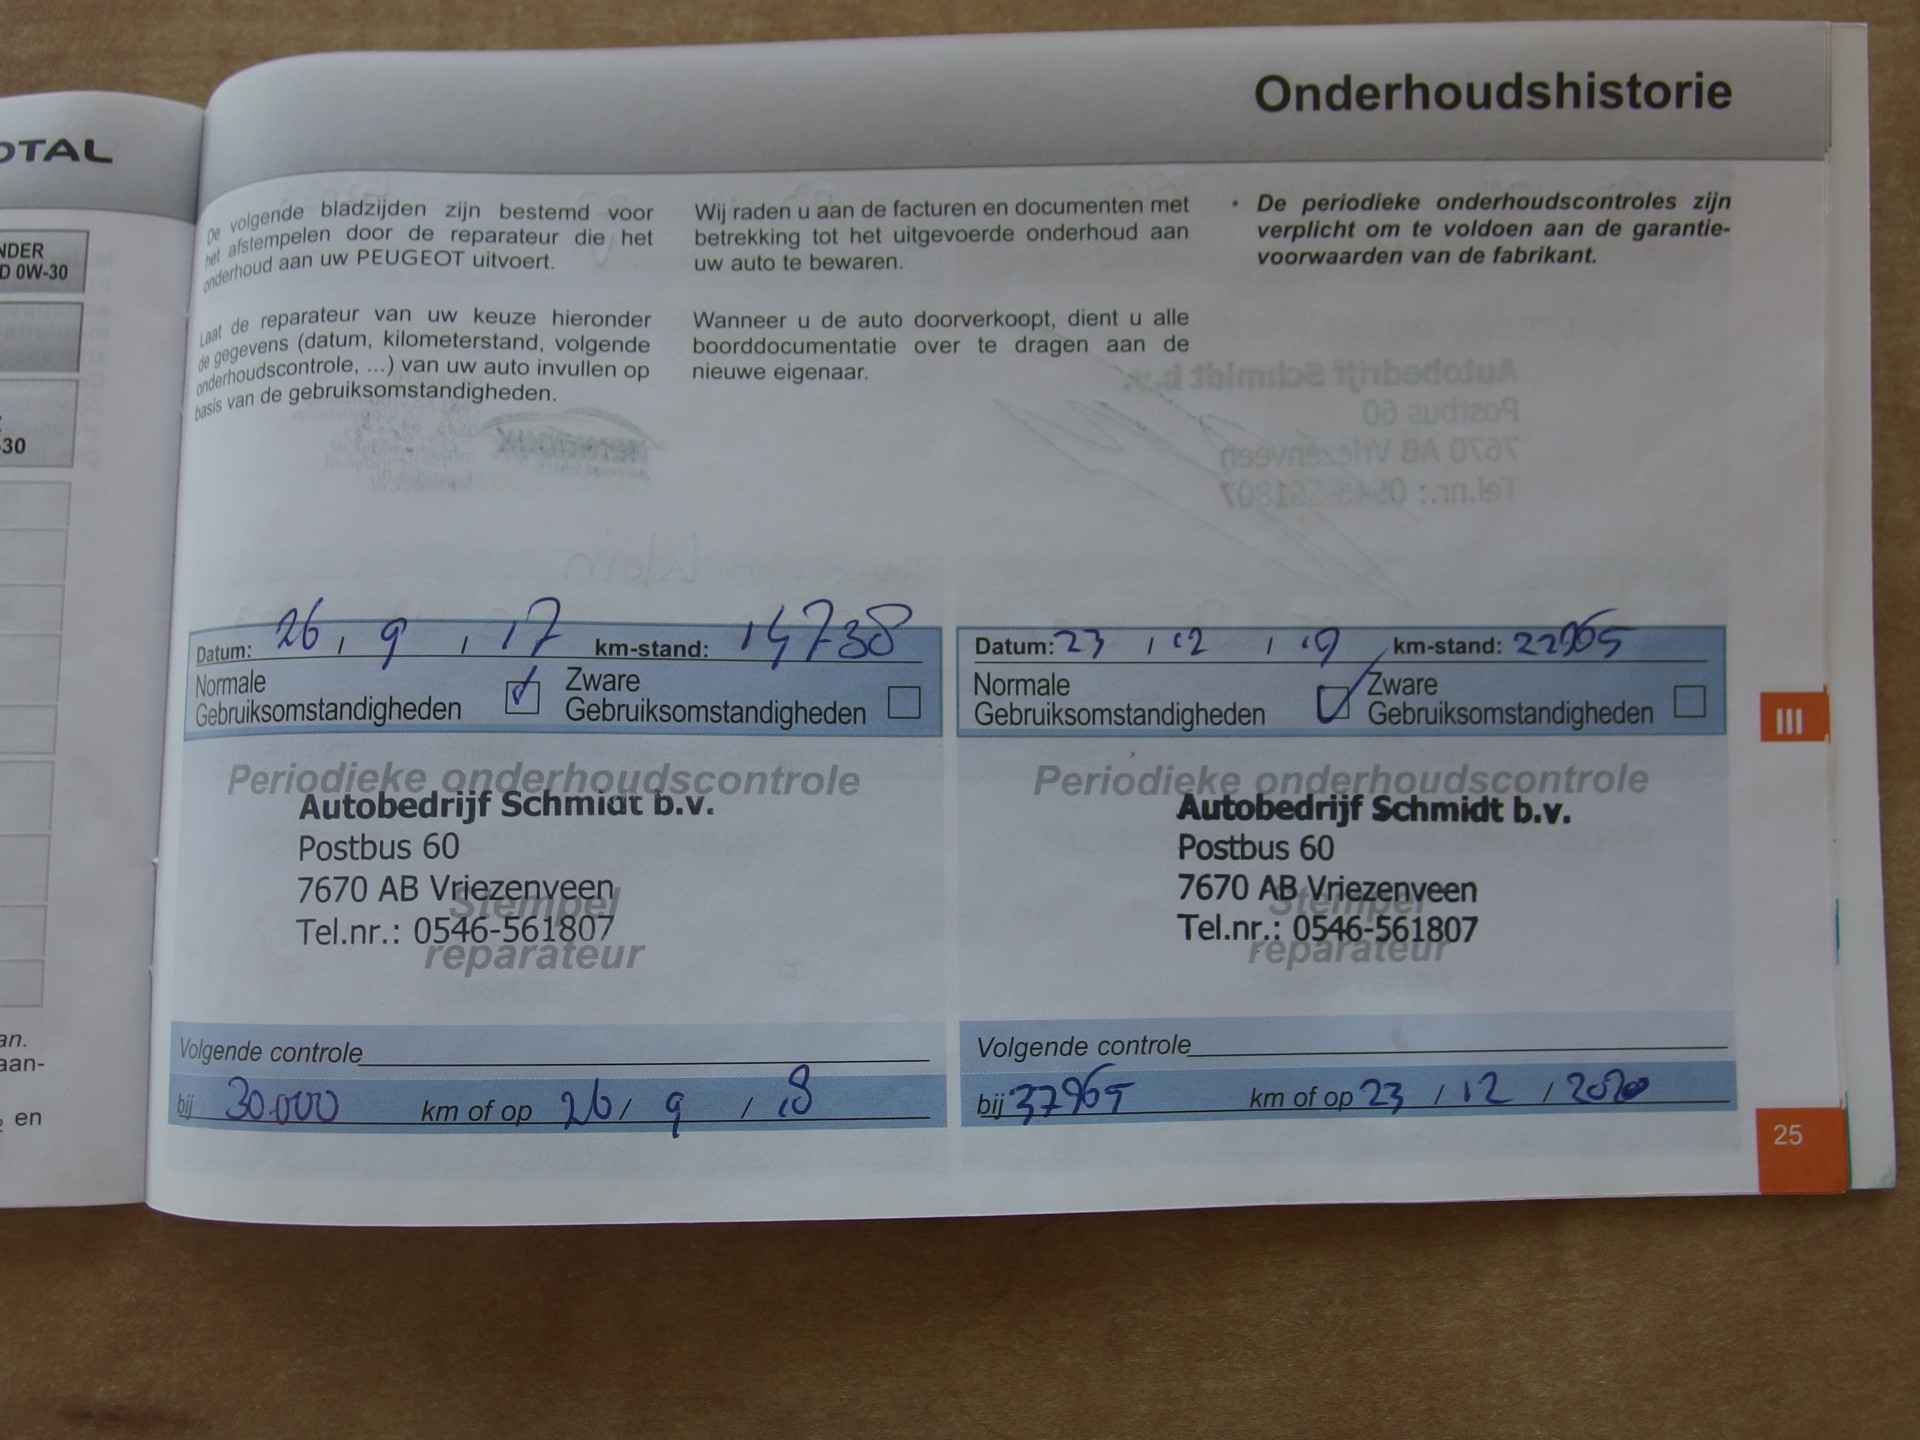 OTAL
NDER
D 0W-30
-30
an.
aan-
en
Onderhoudshistorie
De volgende bladzijden zijn bestemd voor
het afstempelen door de reparateur die het
onderhoud aan uw PEUGEOT uitvoert.
Laat de reparateur van uw keuze hieronder
de gegevens (datum, kilometerstand, volgende
onderhoudscontrole, ...) van uw auto invullen op
basis van de gebruiksomstandigheden.
Wij raden u aan de facturen en documenten met
betrekking tot het uitgevoerde onderhoud aan
uw auto te bewaren.
Wanneer u de auto doorverkoopt, dient u alle
boorddocumentatie over te dragen aan de
nieuwe eigenaar.
• De periodieke onderhoudscontroles zijn
verplicht om te voldoen aan de garantie-
voorwaarden van de fabrikant.
Datum: 26 / 9 / 17 km-stand: 14738
Normale
Gebruiksomstandigheden
Zware
Gebruiksomstandigheden
Periodieke onderhoudscontrole
Autobedrijf Schmidt b.v.
Postbus 60
7670 AB Vriezenveen
Stempel
Tel.nr.: 0546-561807
reparateur
Volgende controle
bij 30.000 km of op 26 / 9 / 18
Datum: 23 / 12 / 19 km-stand: 22965
Normale
Gebruiksomstandigheden
Zware
Gebruiksomstandigheden
Periodieke onderhoudscontrole
Autobedrijf Schmidt b.v.
Postbus 60
7670 AB Vriezenveen
Stempel
Tel.nr.: 0546-561807
reparateur
Volgende controle
bij 37965 km of op 23 / 12 / 2020
III
25